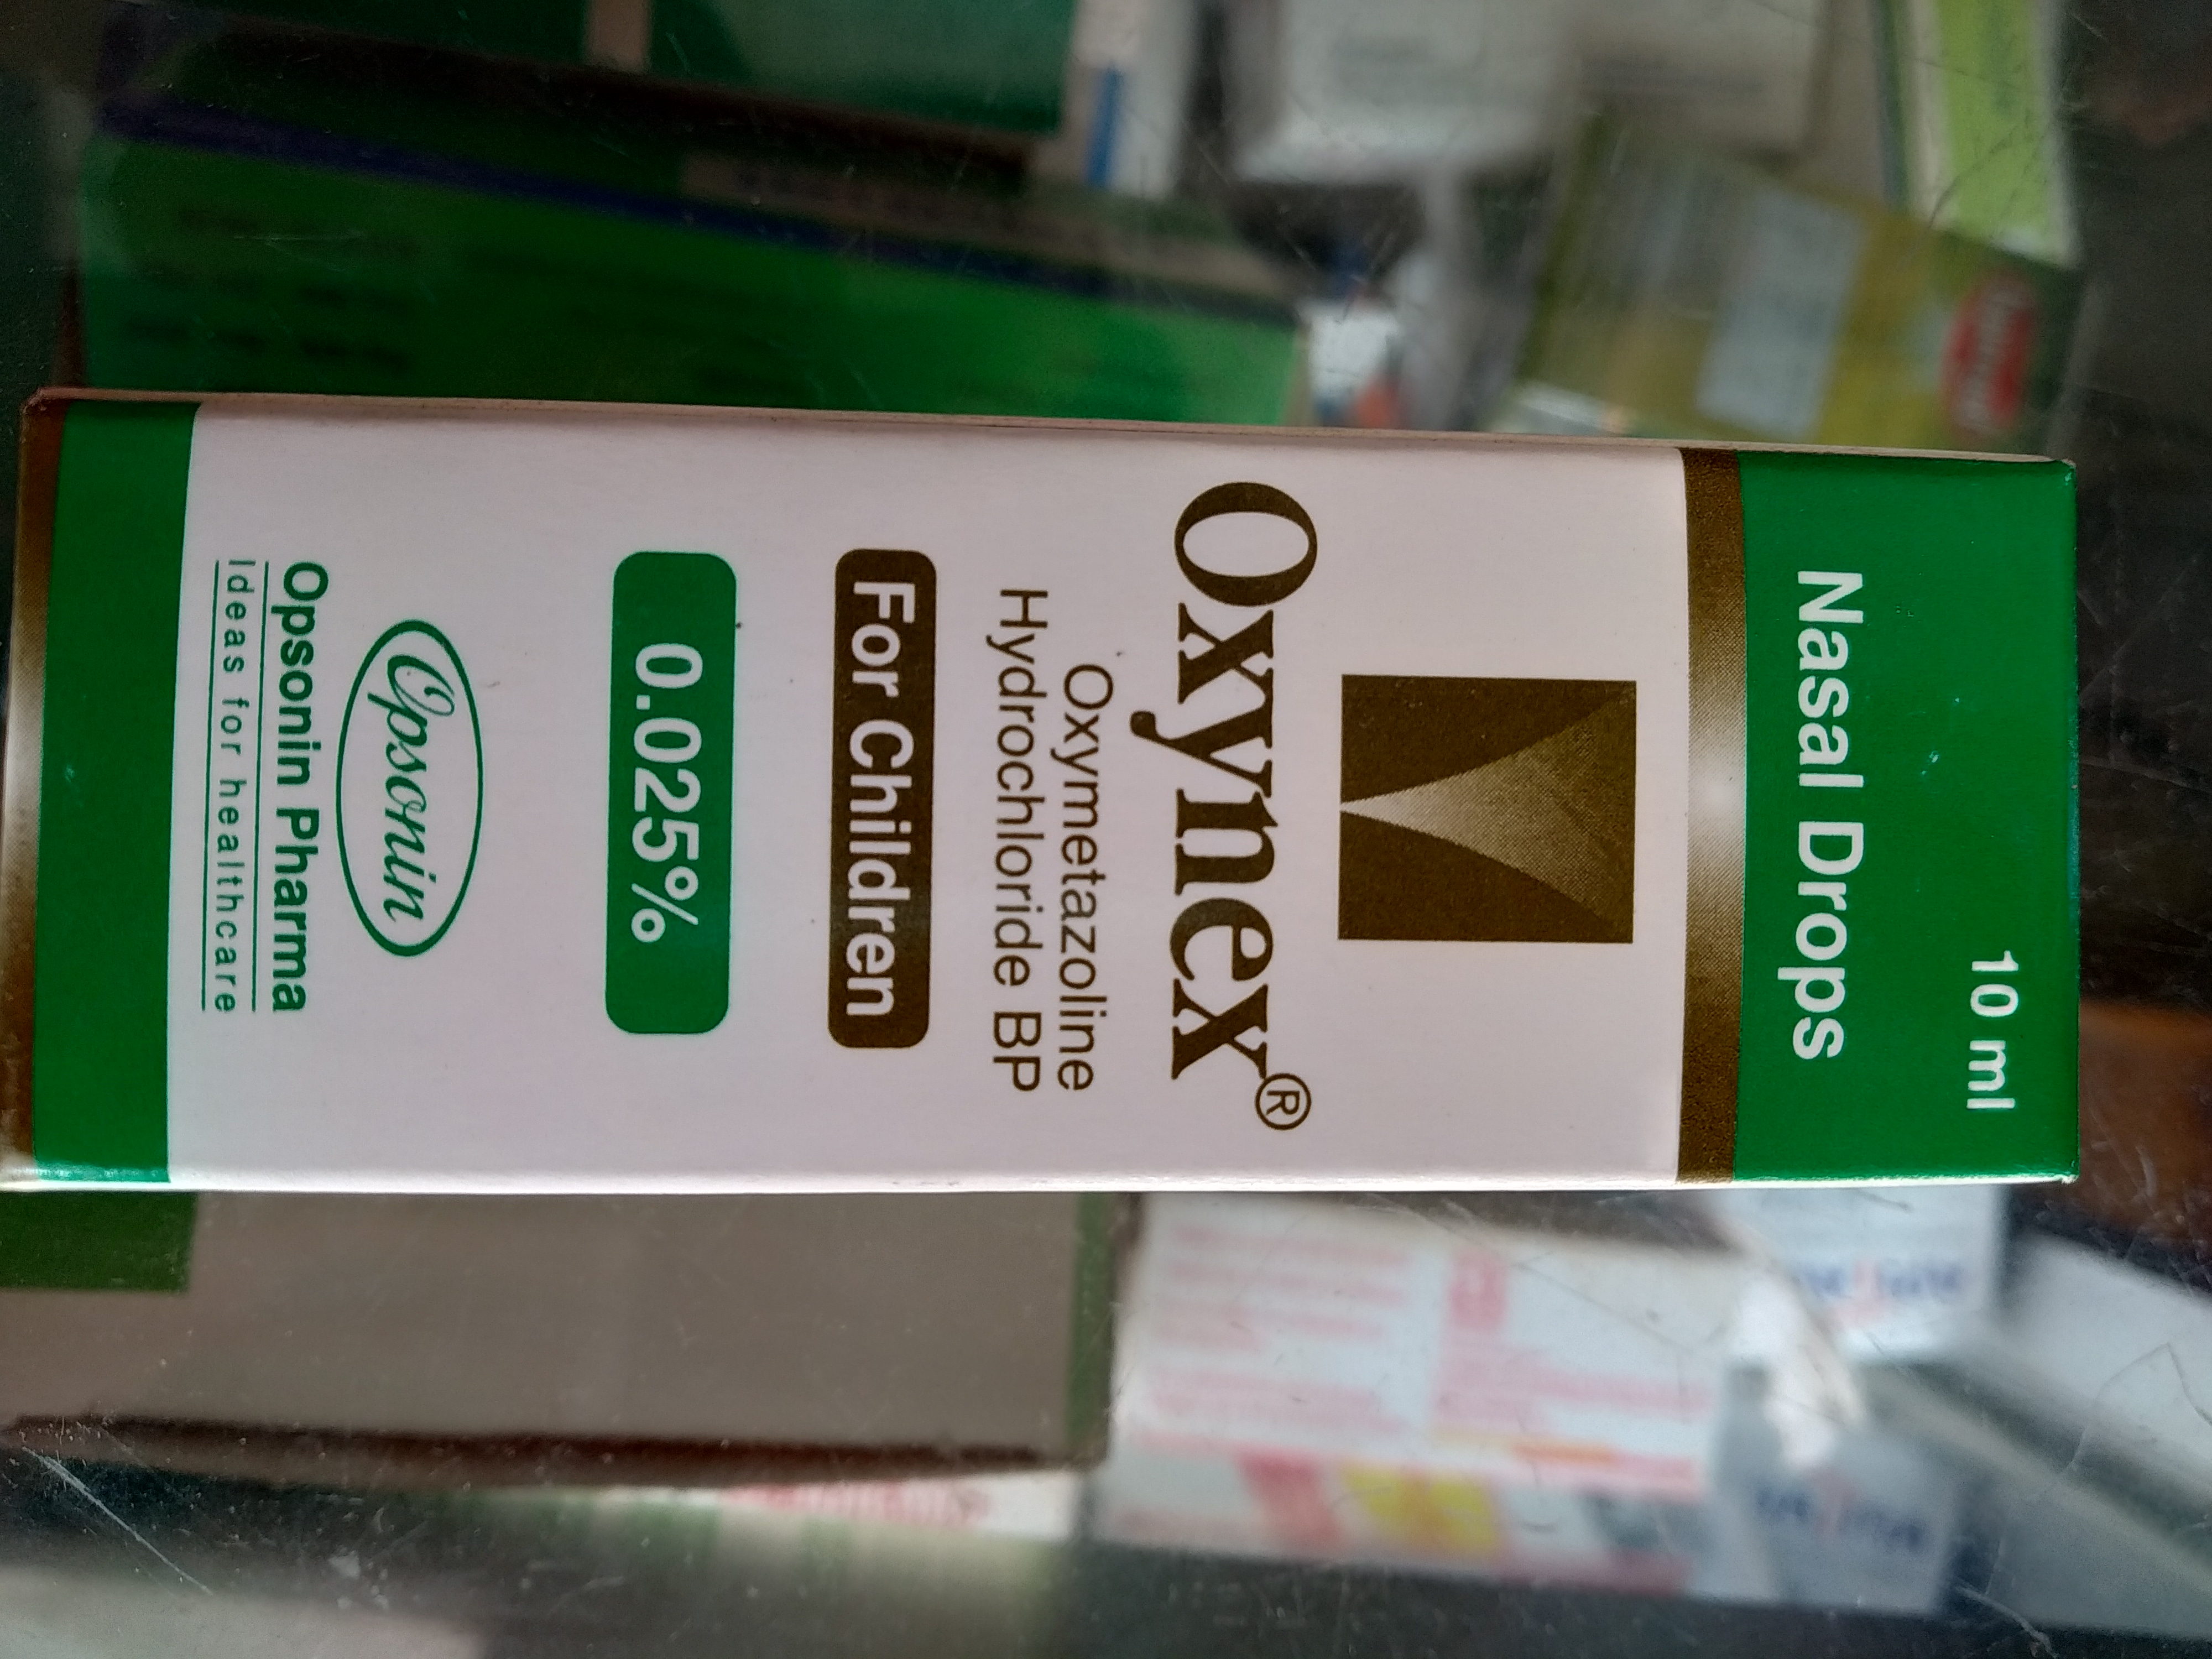 10 ml
Nasal Drops
Oxynex®
Oxymetazoline
Hydrochloride BP
For Children
0.025%
Opsonin
Opsonin Pharma
Ideas for healthcare